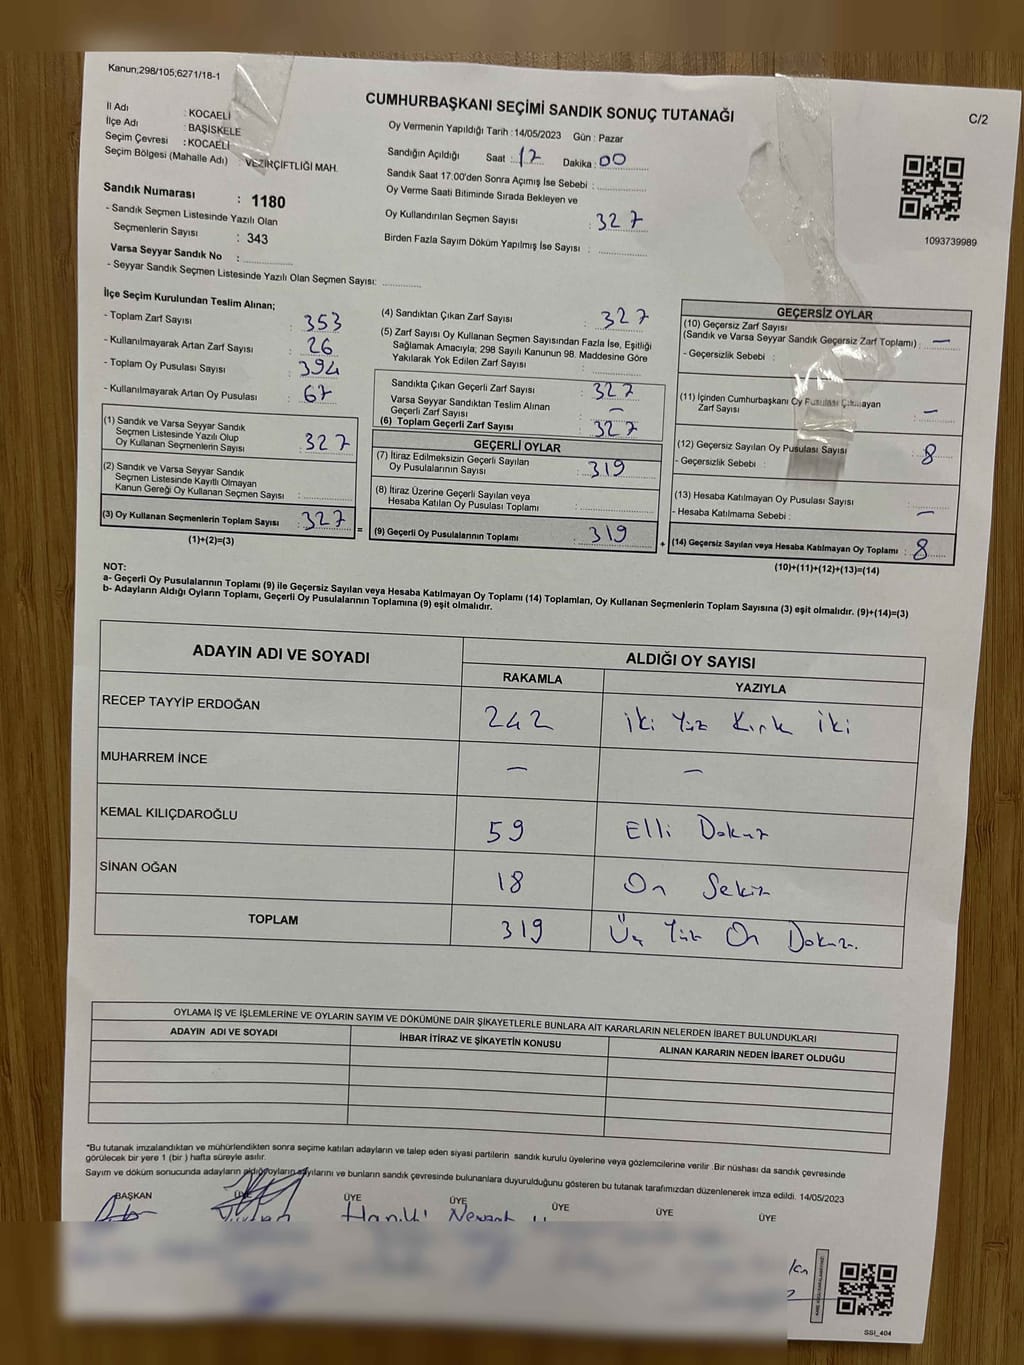 Kanun;298/105;6271/18-1
CUMHURBAŞKANI SEÇİMİ SANDIK SONUÇ TUTANAĞI
C/2
İl Adı : KOCAELİ
İlçe Adı : BAŞİSKELE
Seçim Çevresi : KOCAELİ
Seçim Bölgesi (Mahalle Adı) : VEZİRÇİFTLİĞİ MAH.
Sandık Numarası : 1180
- Sandık Seçmen Listesinde Yazılı Olan
Seçmenlerin Sayısı : 343
Varsa Seyyar Sandık No :
- Seyyar Sandık Seçmen Listesinde Yazılı Olan Seçmen Sayısı:
Oy Vermenin Yapıldığı Tarih :14/05/2023 Gün : Pazar
Sandığın Açıldığı Saat : 17 Dakika : 00
Sandık Saat 17:00'den Sonra Açımış İse Sebebi :
Oy Verme Saati Bitiminde Sırada Bekleyen ve
Oy Kullandırılan Seçmen Sayısı : 327
Birden Fazla Sayım Döküm Yapılmış İse Sayısı :
1093739989
İlçe Seçim Kurulundan Teslim Alınan;
- Toplam Zarf Sayısı : 353
- Kullanılmayarak Artan Zarf Sayısı : 26
- Toplam Oy Pusulası Sayısı : 394
- Kullanılmayarak Artan Oy Pusulası : 67
(1) Sandık ve Varsa Seyyar Sandık
Seçmen Listesinde Yazılı Olup
Oy Kullanan Seçmenlerin Sayısı : 327
(2) Sandık ve Varsa Seyyar Sandık
Seçmen Listesinde Kayıtlı Olmayan
Kanun Gereği Oy Kullanan Seçmen Sayısı :
(3) Oy Kullanan Seçmenlerin Toplam Sayısı : 327 =
(1)+(2)=(3)
(4) Sandıktan Çıkan Zarf Sayısı : 327
(5) Zarf Sayısı Oy Kullanan Seçmen Sayısından Fazla İse, Eşitliği
Sağlamak Amacıyla; 298 Sayılı Kanunun 98. Maddesine Göre
Yakılarak Yok Edilen Zarf Sayısı :
Sandıkta Çıkan Geçerli Zarf Sayısı : 327
Varsa Seyyar Sandıktan Teslim Alınan
Geçerli Zarf Sayısı : —
(6) Toplam Geçerli Zarf Sayısı : 327
GEÇERLİ OYLAR
(7) İtiraz Edilmeksizin Geçerli Sayılan
Oy Pusulalarının Sayısı : 319
(8) İtiraz Üzerine Geçerli Sayılan veya
Hesaba Katılan Oy Pusulası Toplamı :
(9) Geçerli Oy Pusulalarının Toplamı : 319 +
GEÇERSİZ OYLAR
(10) Geçersiz Zarf Sayısı
(Sandık ve Varsa Seyyar Sandık Geçersiz Zarf Toplamı) : —
- Geçersizlik Sebebi :
(11) İçinden Cumhurbaşkanı Oy Pusulası Çıkmayan
Zarf Sayısı : —
(12) Geçersiz Sayılan Oy Pusulası Sayısı : 8
- Geçersizlik Sebebi :
(13) Hesaba Katılmayan Oy Pusulası Sayısı
- Hesaba Katılmama Sebebi : —
(14) Geçersiz Sayılan veya Hesaba Katılmayan Oy Toplamı : 8
(10)+(11)+(12)+(13)=(14)
NOT:
a- Geçerli Oy Pusulalarının Toplamı (9) ile Geçersiz Sayılan veya Hesaba Katılmayan Oy Toplamı (14) Toplamları, Oy Kullanan Seçmenlerin Toplam Sayısına (3) eşit olmalıdır. (9)+(14)=(3)
b- Adayların Aldığı Oyların Toplamı, Geçerli Oy Pusulalarının Toplamına (9) eşit olmalıdır.
ADAYIN ADI VE SOYADI ALDIĞI OY SAYISI
RAKAMLA YAZIYLA
RECEP TAYYİP ERDOĞAN 242 İki Yüz Kırk İki
MUHARREM İNCE — —
KEMAL KILIÇDAROĞLU 59 Elli Dokuz
SİNAN OĞAN 18 On Sekiz
TOPLAM 319 Üç Yüz On Dokuz.
OYLAMA İŞ VE İŞLEMLERİNE VE OYLARIN SAYIM VE DÖKÜMÜNE DAİR ŞİKAYETLERLE BUNLARA AİT KARARLARIN NELERDEN İBARET BULUNDUKLARI
ADAYIN ADI VE SOYADI İHBAR İTİRAZ VE ŞİKAYETİN KONUSU ALINAN KARARIN NEDEN İBARET OLDUĞU
*Bu tutanak imzalandıktan ve mühürlendikten sonra seçime katılan adayların ve talep eden siyasi partilerin sandık kurulu üyelerine veya gözlemcilerine verilir .Bir nüshası da sandık çevresinde
görülecek bir yere 1 (bir ) hafta süreyle asılır.
Sayım ve döküm sonucunda adayların aldığı oyların sayılarını ve bunların sandık çevresinde bulunanlara duyurulduğunu gösteren bu tutanak tarafımızdan düzenlenerek imza edildi. 14/05/2023
BAŞKAN ÜYE ÜYE ÜYE ÜYE ÜYE ÜYE
SSI_404